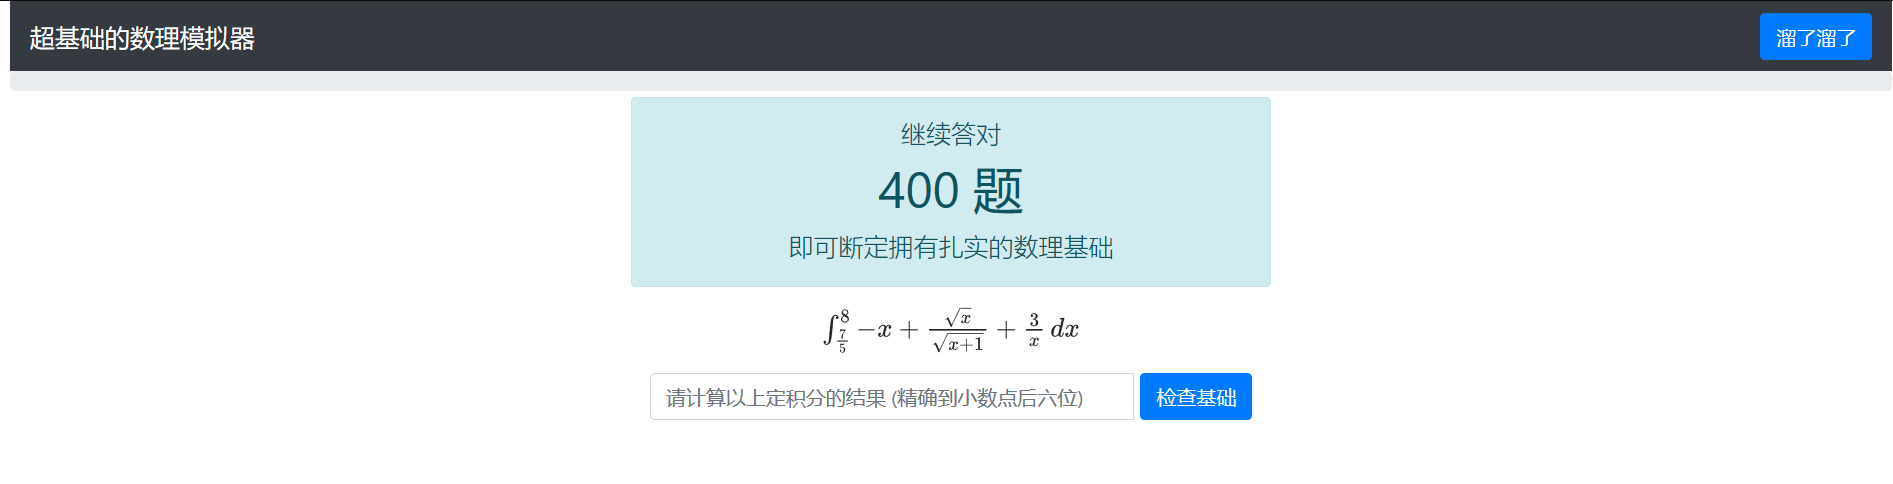 超基础的数理模拟器
溜了溜了
继续答对
400 题
即可断定拥有扎实的数理基础
$\int_{\frac{7}{5}}^{8} -x + \frac{\sqrt{x}}{\sqrt{x+1}} + \frac{3}{x} \, dx$
请计算以上定积分的结果 (精确到小数点后六位)
检查基础